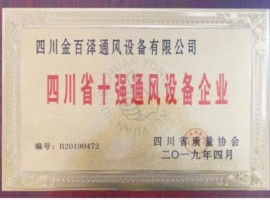 四川金百泽通风设备有限公司
四川省十强通风设备企业
编号：B20190472
四川省质量协会
二〇一九年四月